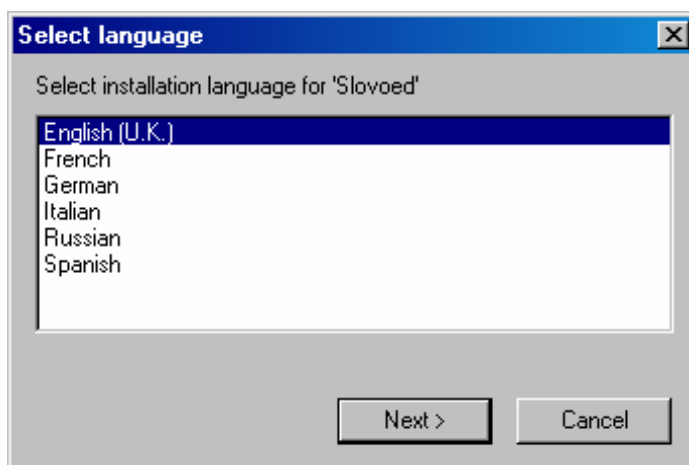 Select language
Select installation language for 'Slovoed'
English (U.K.)
French
German
Italian
Russian
Spanish
Next >
Cancel